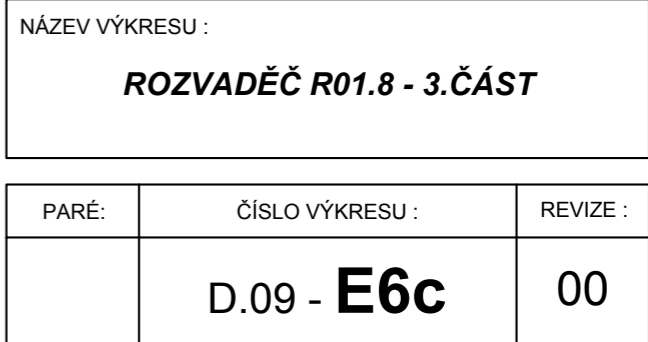 NÁZEV VÝKRESU :
ROZVADĚČ R01.8 - 3.ČÁST
PARÉ: ČÍSLO VÝKRESU : REVIZE :
D.09 - E6c 00